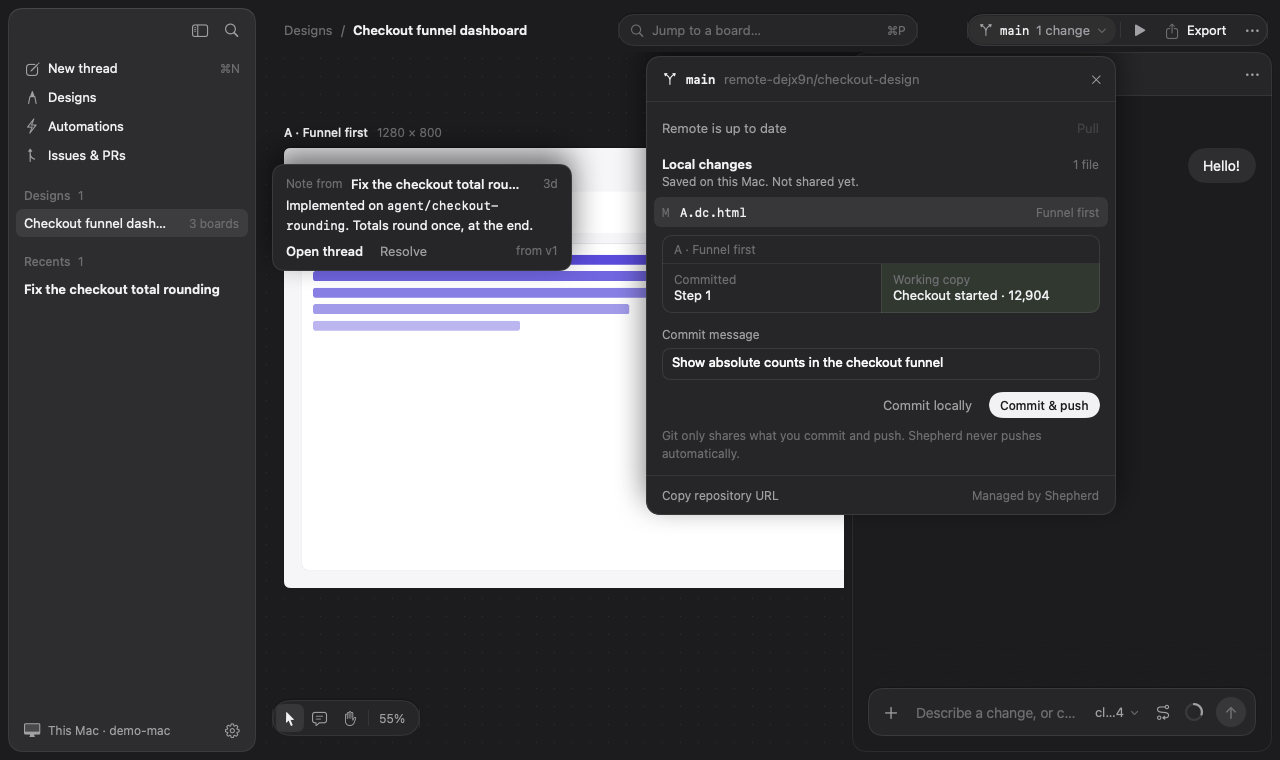 Designs / Checkout funnel dashboard
Jump to a board… ⌘P
main 1 change
Export
New thread ⌘N
Designs
Automations
Issues & PRs
Designs 1
Checkout funnel dash... 3 boards
Recents 1
Fix the checkout total rounding
This Mac · demo-mac
A · Funnel first 1280 × 800
Note from Fix the checkout total rou... 3d
Implemented on agent/checkout-
rounding. Totals round once, at the end.
Open thread Resolve from v1
55%
main remote-dejx9n/checkout-design
Remote is up to date Pull
Local changes 1 file
Saved on this Mac. Not shared yet.
M A.dc.html Funnel first
A · Funnel first
Committed
Step 1
Working copy
Checkout started · 12,904
Commit message
Show absolute counts in the checkout funnel
Commit locally Commit & push
Git only shares what you commit and push. Shepherd never pushes
automatically.
Copy repository URL Managed by Shepherd
Hello!
Describe a change, or c... cl...4